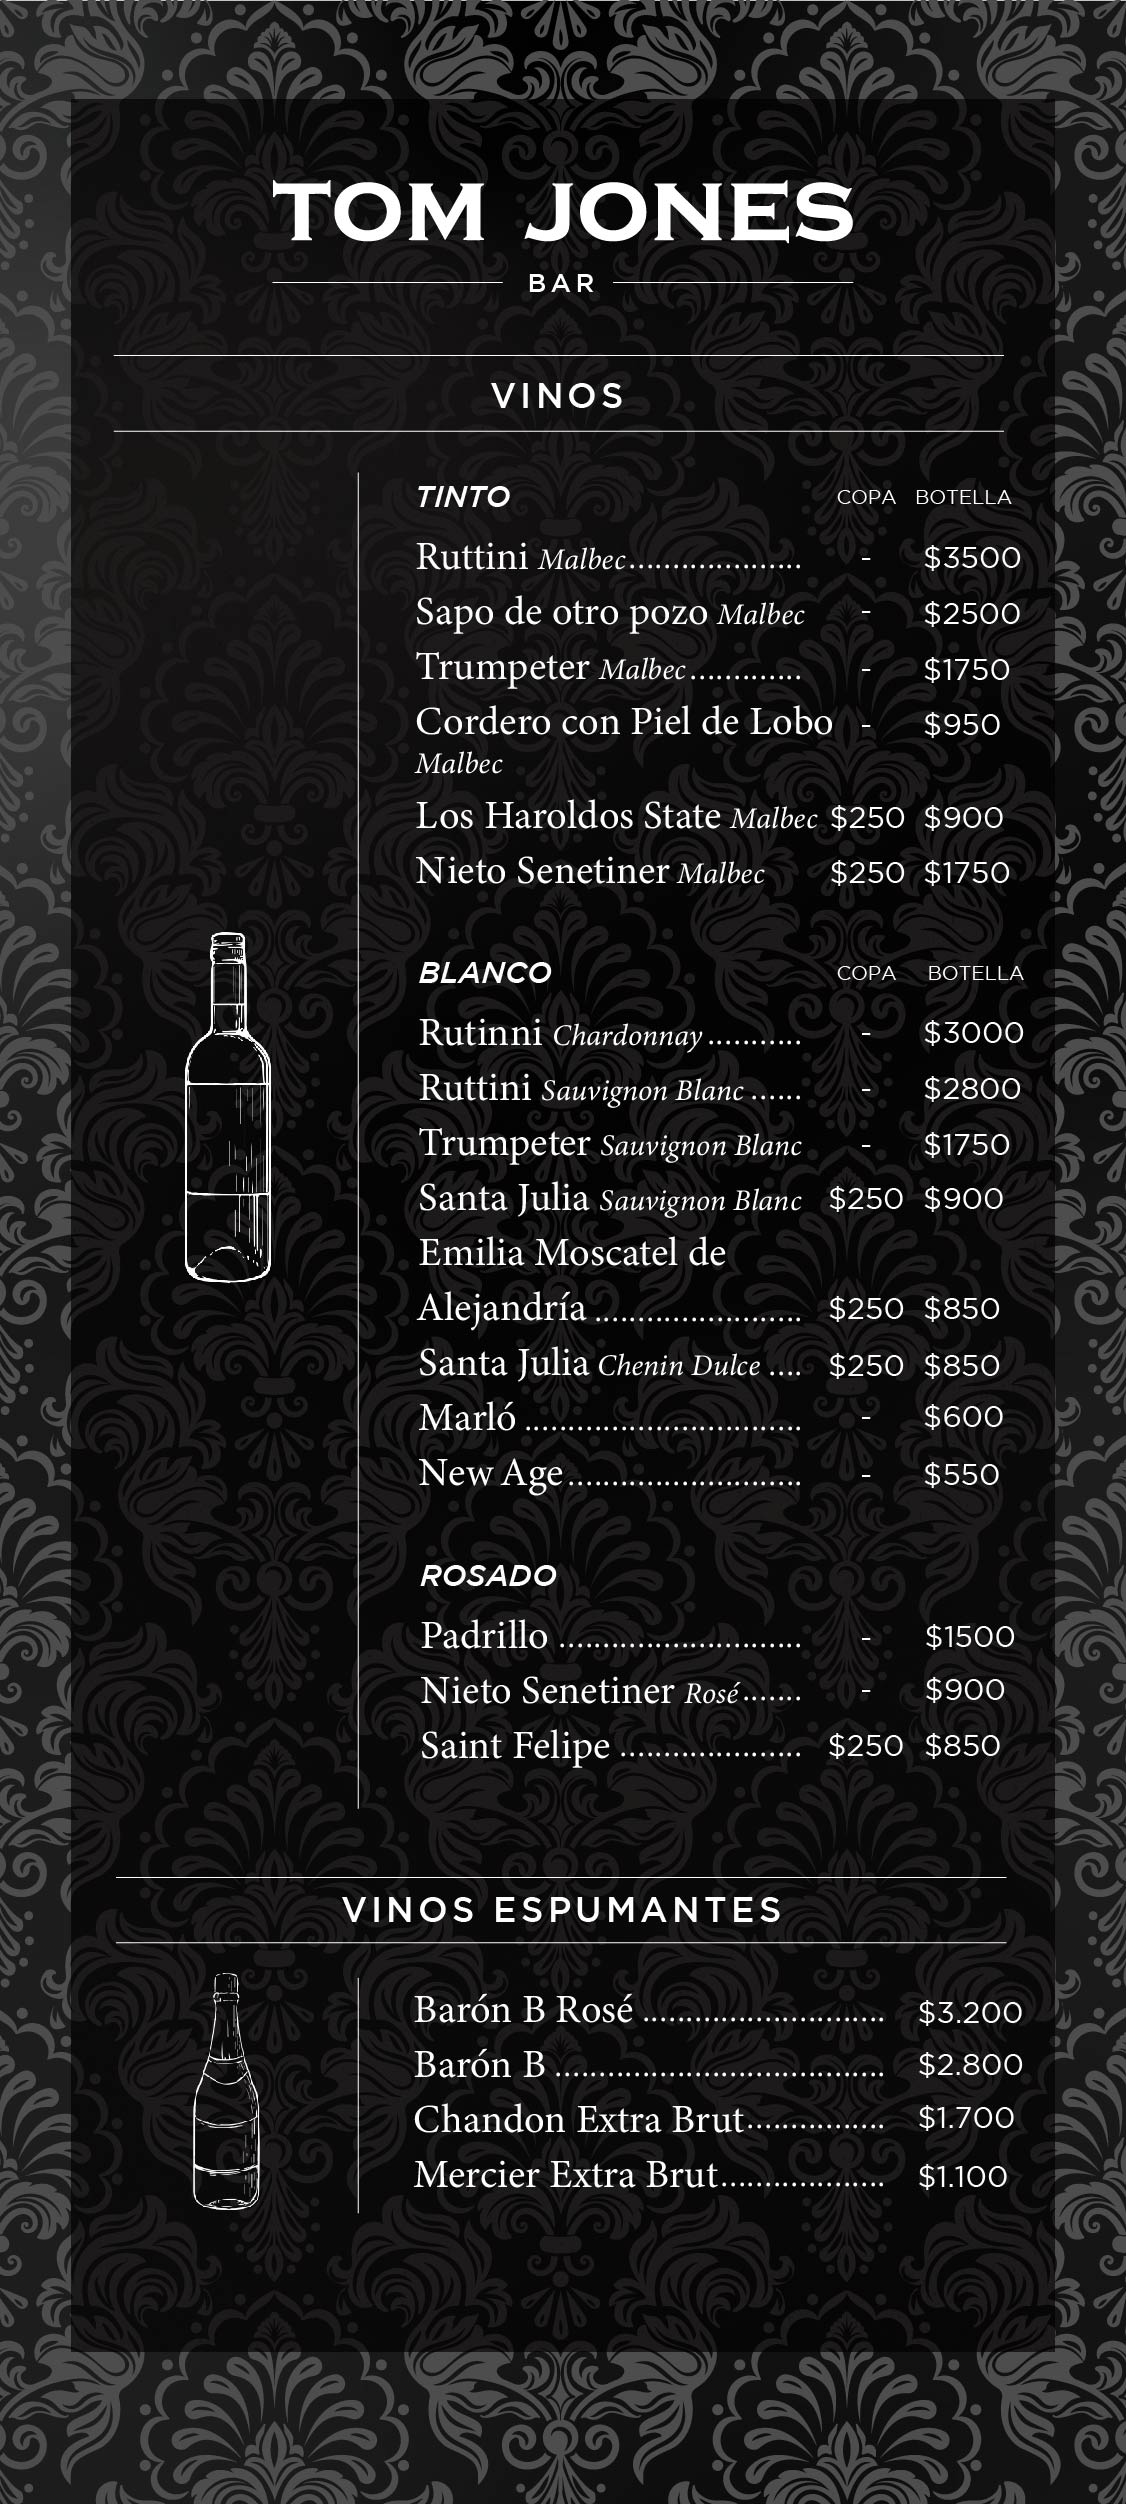 TOM JONES
BAR
VINOS
TINTO COPA BOTELLA
Ruttini Malbec.................... - $3500
Sapo de otro pozo Malbec - $2500
Trumpeter Malbec............. - $1750
Cordero con Piel de Lobo - $950
Malbec
Los Haroldos State Malbec $250 $900
Nieto Senetiner Malbec $250 $1750
BLANCO COPA BOTELLA
Rutinni Chardonnay ........... - $3000
Ruttini Sauvignon Blanc ...... - $2800
Trumpeter Sauvignon Blanc - $1750
Santa Julia Sauvignon Blanc $250 $900
Emilia Moscatel de
Alejandría ........................ $250 $850
Santa Julia Chenin Dulce .... $250 $850
Marló ................................ - $600
New Age........................... - $550
ROSADO
Padrillo ............................ - $1500
Nieto Senetiner Rosé....... - $900
Saint Felipe ..................... $250 $850
VINOS ESPUMANTES
Barón B Rosé ............................ $3.200
Barón B ...................................... $2.800
Chandon Extra Brut................ $1.700
Mercier Extra Brut................... $1.100